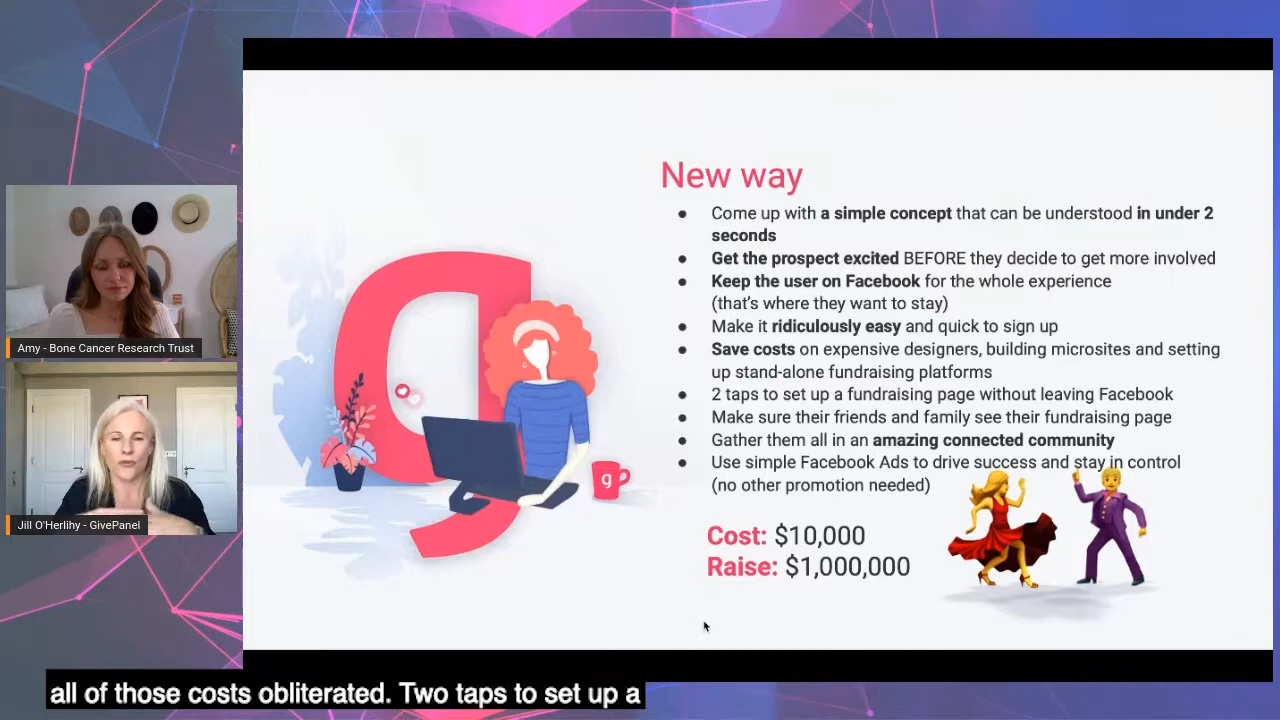 New way
● Come up with a simple concept that can be understood in under 2
seconds
● Get the prospect excited BEFORE they decide to get more involved
● Keep the user on Facebook for the whole experience
(that's where they want to stay)
● Make it ridiculously easy and quick to sign up
● Save costs on expensive designers, building microsites and setting
up stand-alone fundraising platforms
● 2 taps to set up a fundraising page without leaving Facebook
● Make sure their friends and family see their fundraising page
● Gather them all in an amazing connected community
● Use simple Facebook Ads to drive success and stay in control
(no other promotion needed)
Cost: $10,000
Raise: $1,000,000
g
g
Amy - Bone Cancer Research Trust
Jill O'Herlihy - GivePanel
all of those costs obliterated. Two taps to set up a